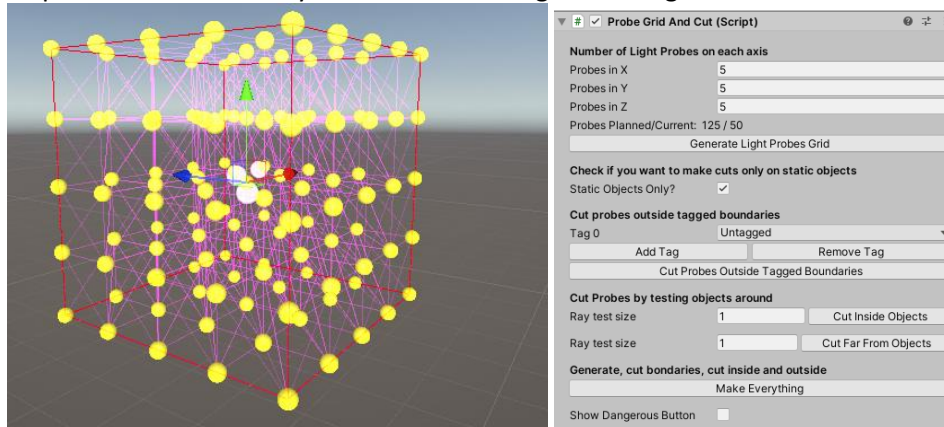 Probe Grid And Cut (Script)
Number of Light Probes on each axis
Probes in X 5
Probes in Y 5
Probes in Z 5
Probes Planned/Current: 125 / 50
Generate Light Probes Grid
Check if you want to make cuts only on static objects
Static Objects Only?
Cut probes outside tagged boundaries
Tag 0 Untagged
Add Tag Remove Tag
Cut Probes Outside Tagged Boundaries
Cut Probes by testing objects around
Ray test size 1 Cut Inside Objects
Ray test size 1 Cut Far From Objects
Generate, cut bondaries, cut inside and outside
Make Everything
Show Dangerous Button